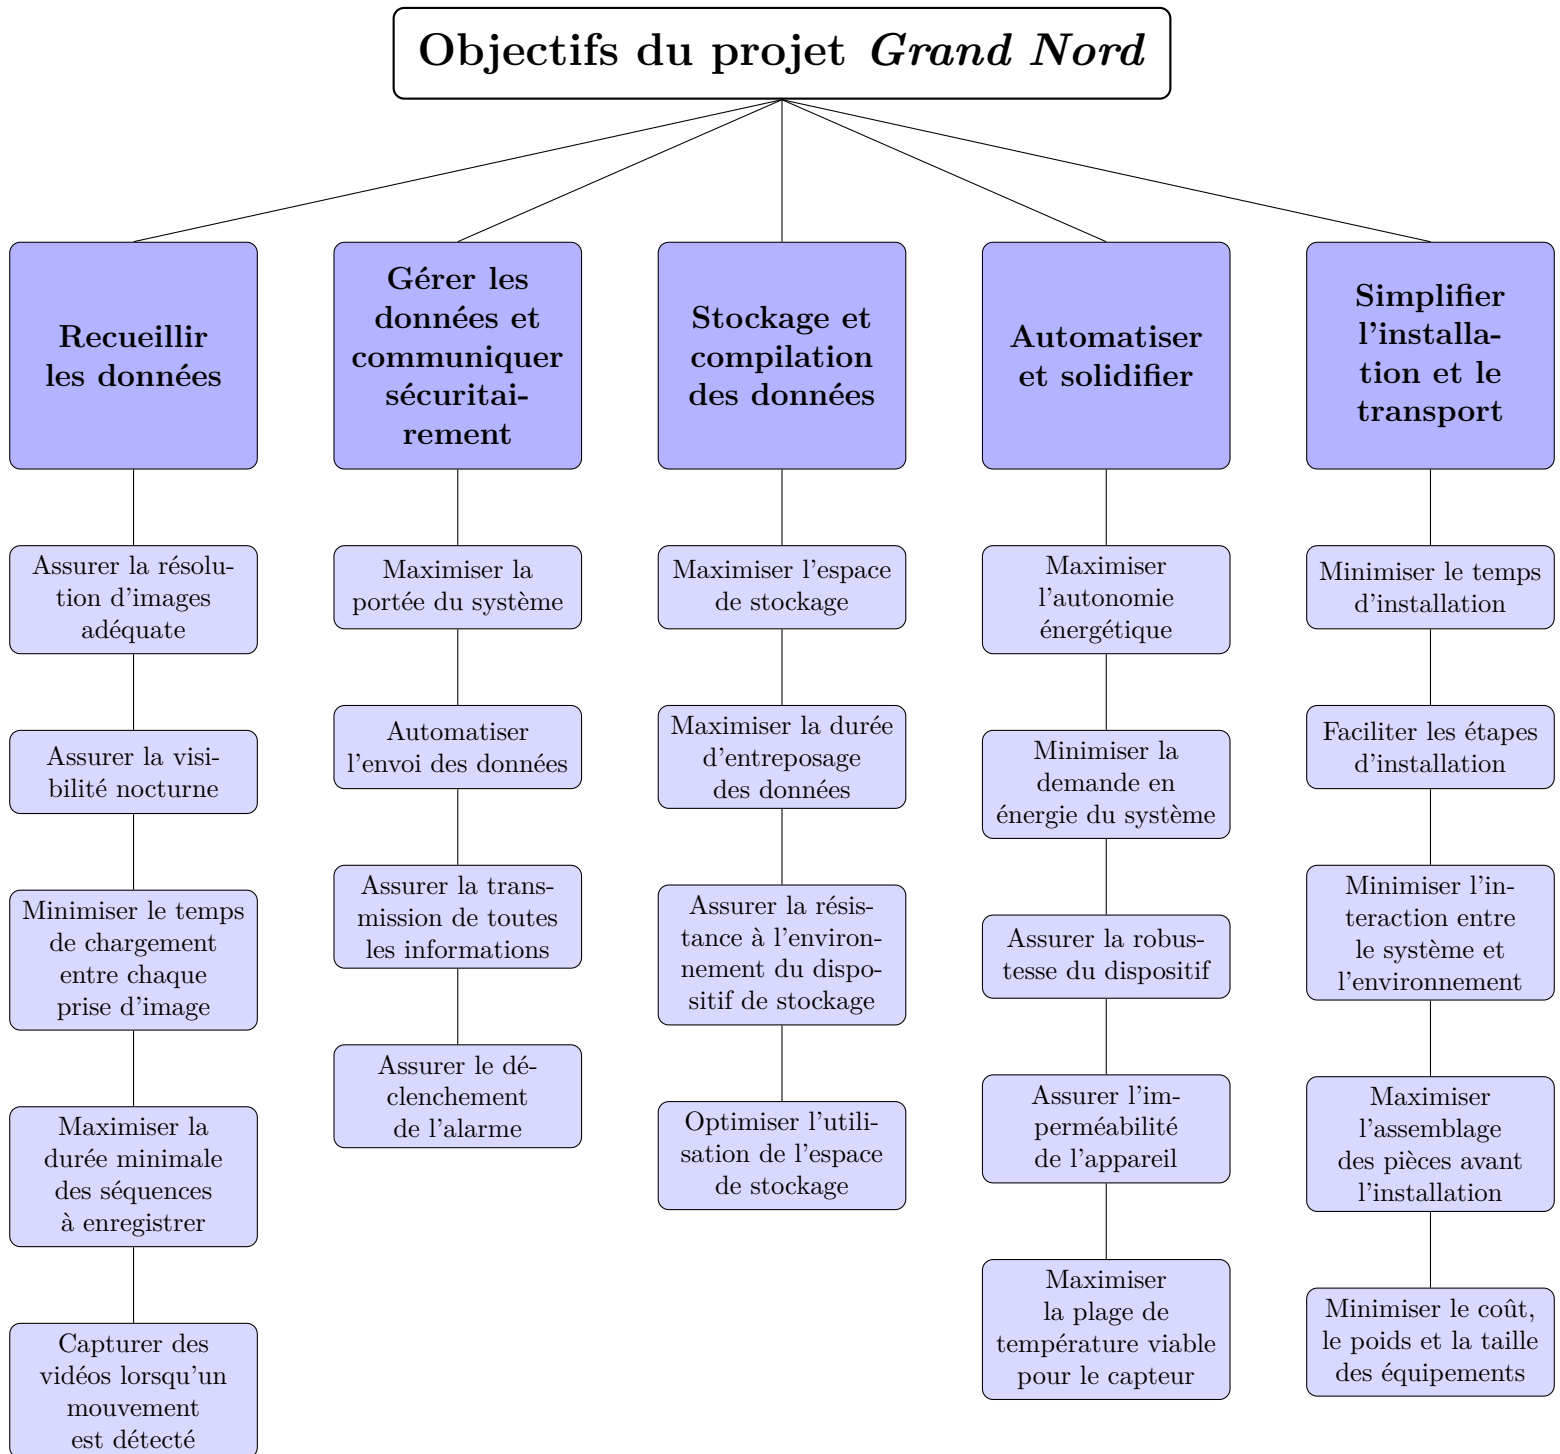 Objectifs du projet Grand Nord
Recueillir
les données
Gérer les
données et
communiquer
sécuritai-
rement
Stockage et
compilation
des données
Automatiser
et solidifier
Simplifier
l'installa-
tion et le
transport
Assurer la résolu-
tion d'images
adéquate
Assurer la visi-
bilité nocturne
Minimiser le temps
de chargement
entre chaque
prise d'image
Maximiser la
durée minimale
des séquences
à enregistrer
Capturer des
vidéos lorsqu'un
mouvement
est détecté
Maximiser la
portée du système
Automatiser
l'envoi des données
Assurer la trans-
mission de toutes
les informations
Assurer le dé-
clenchement
de l'alarme
Maximiser l'espace
de stockage
Maximiser la durée
d'entreposage
des données
Assurer la résis-
tance à l'environ-
nement du dispo-
sitif de stockage
Optimiser l'utili-
sation de l'espace
de stockage
Maximiser
l'autonomie
énergétique
Minimiser la
demande en
énergie du système
Assurer la robus-
tesse du dispositif
Assurer l'im-
perméabilité
de l'appareil
Maximiser
la plage de
température viable
pour le capteur
Minimiser le temps
d'installation
Faciliter les étapes
d'installation
Minimiser l'in-
teraction entre
le système et
l'environnement
Maximiser
l'assemblage
des pièces avant
l'installation
Minimiser le coût,
le poids et la taille
des équipements